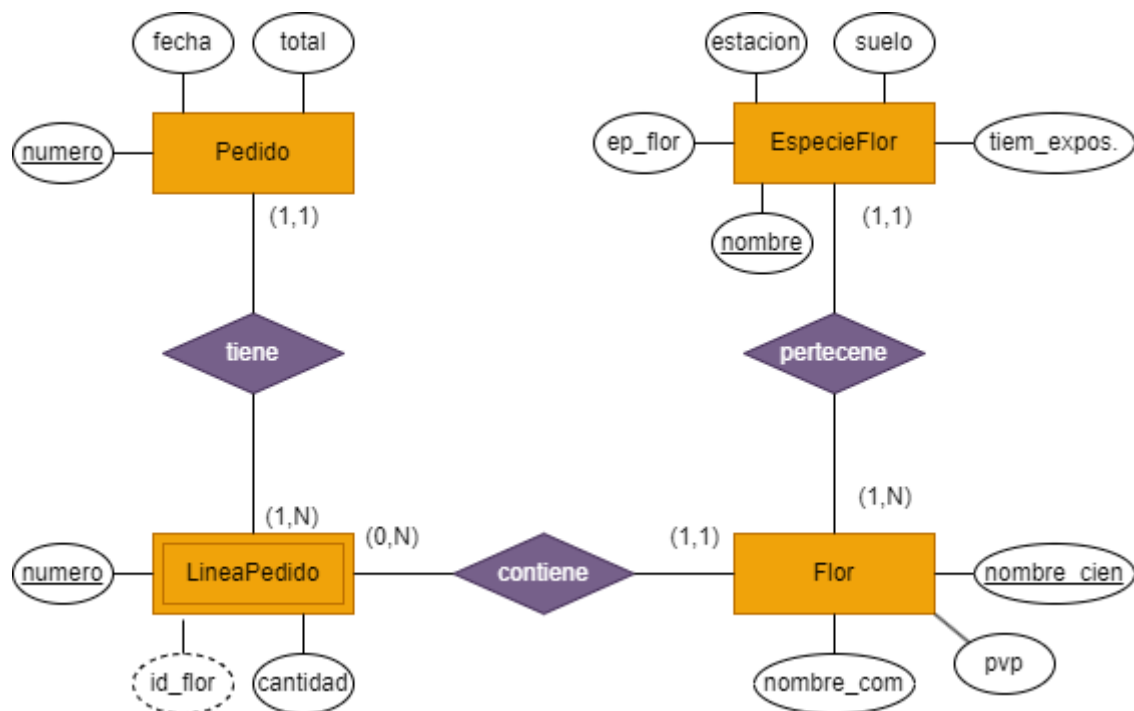 fecha
total
estacion
suelo
numero
Pedido
ep_flor
EspecieFlor
tiem_expos.
(1,1)
(1,1)
nombre
tiene
pertecene
(1,N)
(0,N)
(1,1)
(1,N)
numero
LineaPedido
contiene
Flor
nombre_cien
id_flor
cantidad
nombre_com
pvp